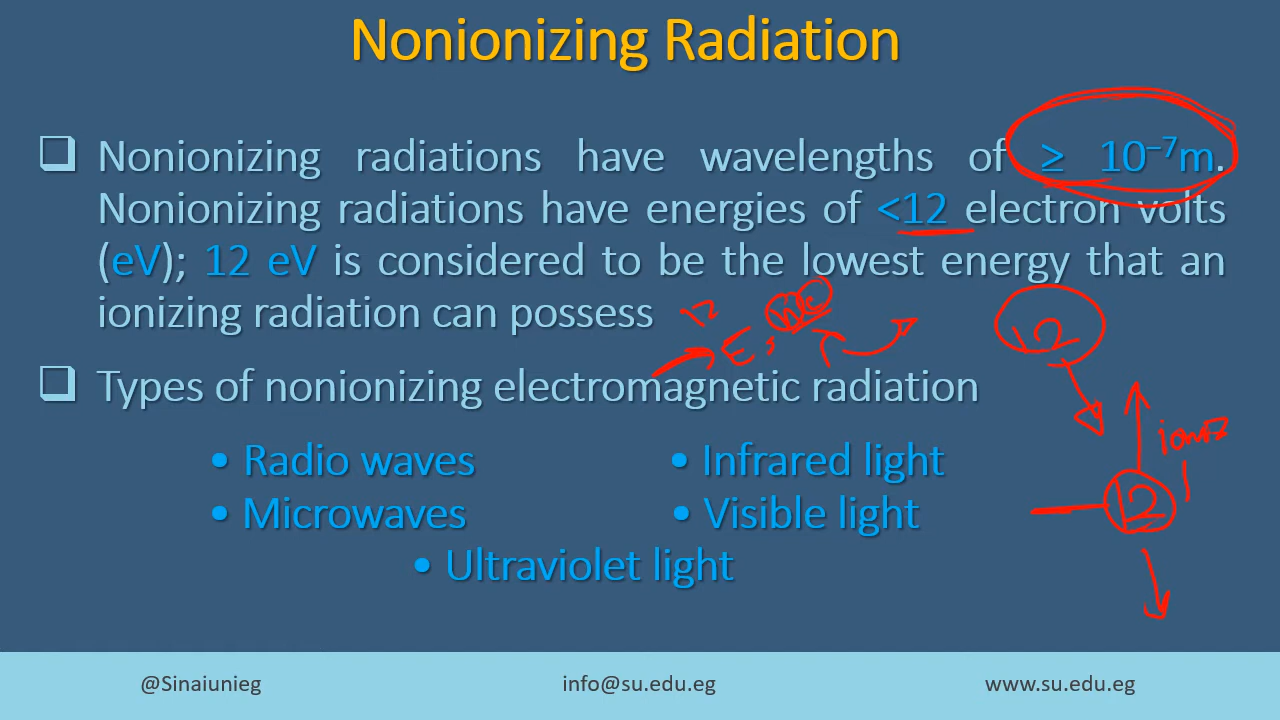 Nonionizing Radiation
❑ Nonionizing radiations have wavelengths of ≥ 10⁻⁷m.
Nonionizing radiations have energies of <12 electron volts
(eV); 12 eV is considered to be the lowest energy that an
ionizing radiation can possess
12
E, hc
λ
12
❑ Types of nonionizing electromagnetic radiation
• Radio waves • Infrared light
• Microwaves • Visible light
12
• Ultraviolet light
@Sinaiunieg info@su.edu.eg www.su.edu.eg